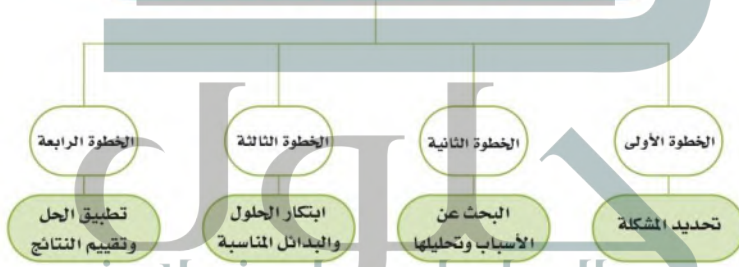 الخطوة الأولى
الخطوة الثانية
الخطوة الثالثة
الخطوة الرابعة
تحديد المشكلة
البحث عن
الأسباب وتحليلها
ابتكار الحلول
والبدائل المناسبة
تطبيق الحل
وتقييم النتائج
حلول